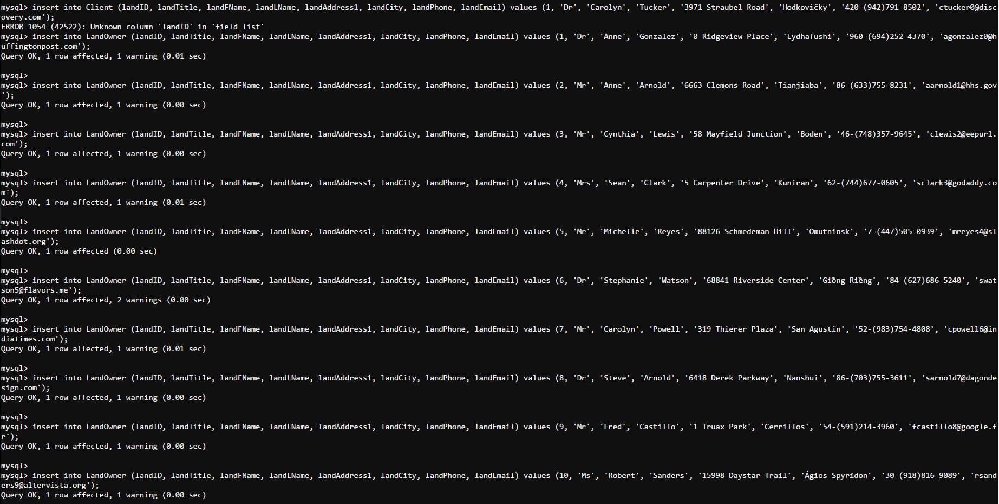 mysql> insert into Client (landID, landTitle, landFName, landLName, landAddress1, landCity, landPhone, landEmail) values (1, 'Dr', 'Carolyn', 'Tucker', '3971 Straubel Road', 'Hodkovičky', '420-(942)791-8502', 'ctucker0@disc
overy.com');
ERROR 1054 (42S22): Unknown column 'landID' in 'field list'
mysql> insert into LandOwner (landID, landTitle, landFName, landLName, landAddress1, landCity, landPhone, landEmail) values (1, 'Dr', 'Anne', 'Gonzalez', '0 Ridgeview Place', 'Eydhafushi', '960-(694)252-4370', 'agonzalez0@h
uffingtonpost.com');
Query OK, 1 row affected, 1 warning (0.01 sec)
mysql>
mysql> insert into LandOwner (landID, landTitle, landFName, landLName, landAddress1, landCity, landPhone, landEmail) values (2, 'Mr', 'Anne', 'Arnold', '6663 Clemons Road', 'Tianjiaba', '86-(633)755-8231', 'aarnold1@hhs.gov
');
Query OK, 1 row affected, 1 warning (0.00 sec)
mysql>
mysql> insert into LandOwner (landID, landTitle, landFName, landLName, landAddress1, landCity, landPhone, landEmail) values (3, 'Mr', 'Cynthia', 'Lewis', '58 Mayfield Junction', 'Boden', '46-(748)357-9645', 'clewis2@eepurl.
com');
Query OK, 1 row affected, 1 warning (0.00 sec)
mysql>
mysql> insert into LandOwner (landID, landTitle, landFName, landLName, landAddress1, landCity, landPhone, landEmail) values (4, 'Mrs', 'Sean', 'Clark', '5 Carpenter Drive', 'Kuniran', '62-(744)677-0605', 'sclark3@godaddy.co
m');
Query OK, 1 row affected, 1 warning (0.01 sec)
mysql>
mysql> insert into LandOwner (landID, landTitle, landFName, landLName, landAddress1, landCity, landPhone, landEmail) values (5, 'Mr', 'Michelle', 'Reyes', '88126 Schmedeman Hill', 'Omutninsk', '7-(447)505-0939', 'mreyes4@sl
ashdot.org');
Query OK, 1 row affected (0.00 sec)
mysql>
mysql> insert into LandOwner (landID, landTitle, landFName, landLName, landAddress1, landCity, landPhone, landEmail) values (6, 'Dr', 'Stephanie', 'Watson', '68841 Riverside Center', 'Giồng Riềng', '84-(627)686-5240', 'swat
son5@flavors.me');
Query OK, 1 row affected, 2 warnings (0.00 sec)
mysql>
mysql> insert into LandOwner (landID, landTitle, landFName, landLName, landAddress1, landCity, landPhone, landEmail) values (7, 'Mr', 'Carolyn', 'Powell', '319 Thierer Plaza', 'San Agustin', '52-(983)754-4808', 'cpowell6@in
diatimes.com');
Query OK, 1 row affected, 1 warning (0.01 sec)
mysql>
mysql> insert into LandOwner (landID, landTitle, landFName, landLName, landAddress1, landCity, landPhone, landEmail) values (8, 'Dr', 'Steve', 'Arnold', '6418 Derek Parkway', 'Nanshui', '86-(703)755-3611', 'sarnold7@dagonde
sign.com');
Query OK, 1 row affected, 1 warning (0.00 sec)
mysql>
mysql> insert into LandOwner (landID, landTitle, landFName, landLName, landAddress1, landCity, landPhone, landEmail) values (9, 'Mr', 'Fred', 'Castillo', '1 Truax Park', 'Cerrillos', '54-(591)214-3960', 'fcastillo8@google.f
r');
Query OK, 1 row affected, 1 warning (0.00 sec)
mysql>
mysql> insert into LandOwner (landID, landTitle, landFName, landLName, landAddress1, landCity, landPhone, landEmail) values (10, 'Ms', 'Robert', 'Sanders', '15998 Daystar Trail', 'Ágios Spyrídon', '30-(918)816-9089', 'rsand
ers9@altervista.org');
Query OK, 1 row affected, 1 warning (0.00 sec)